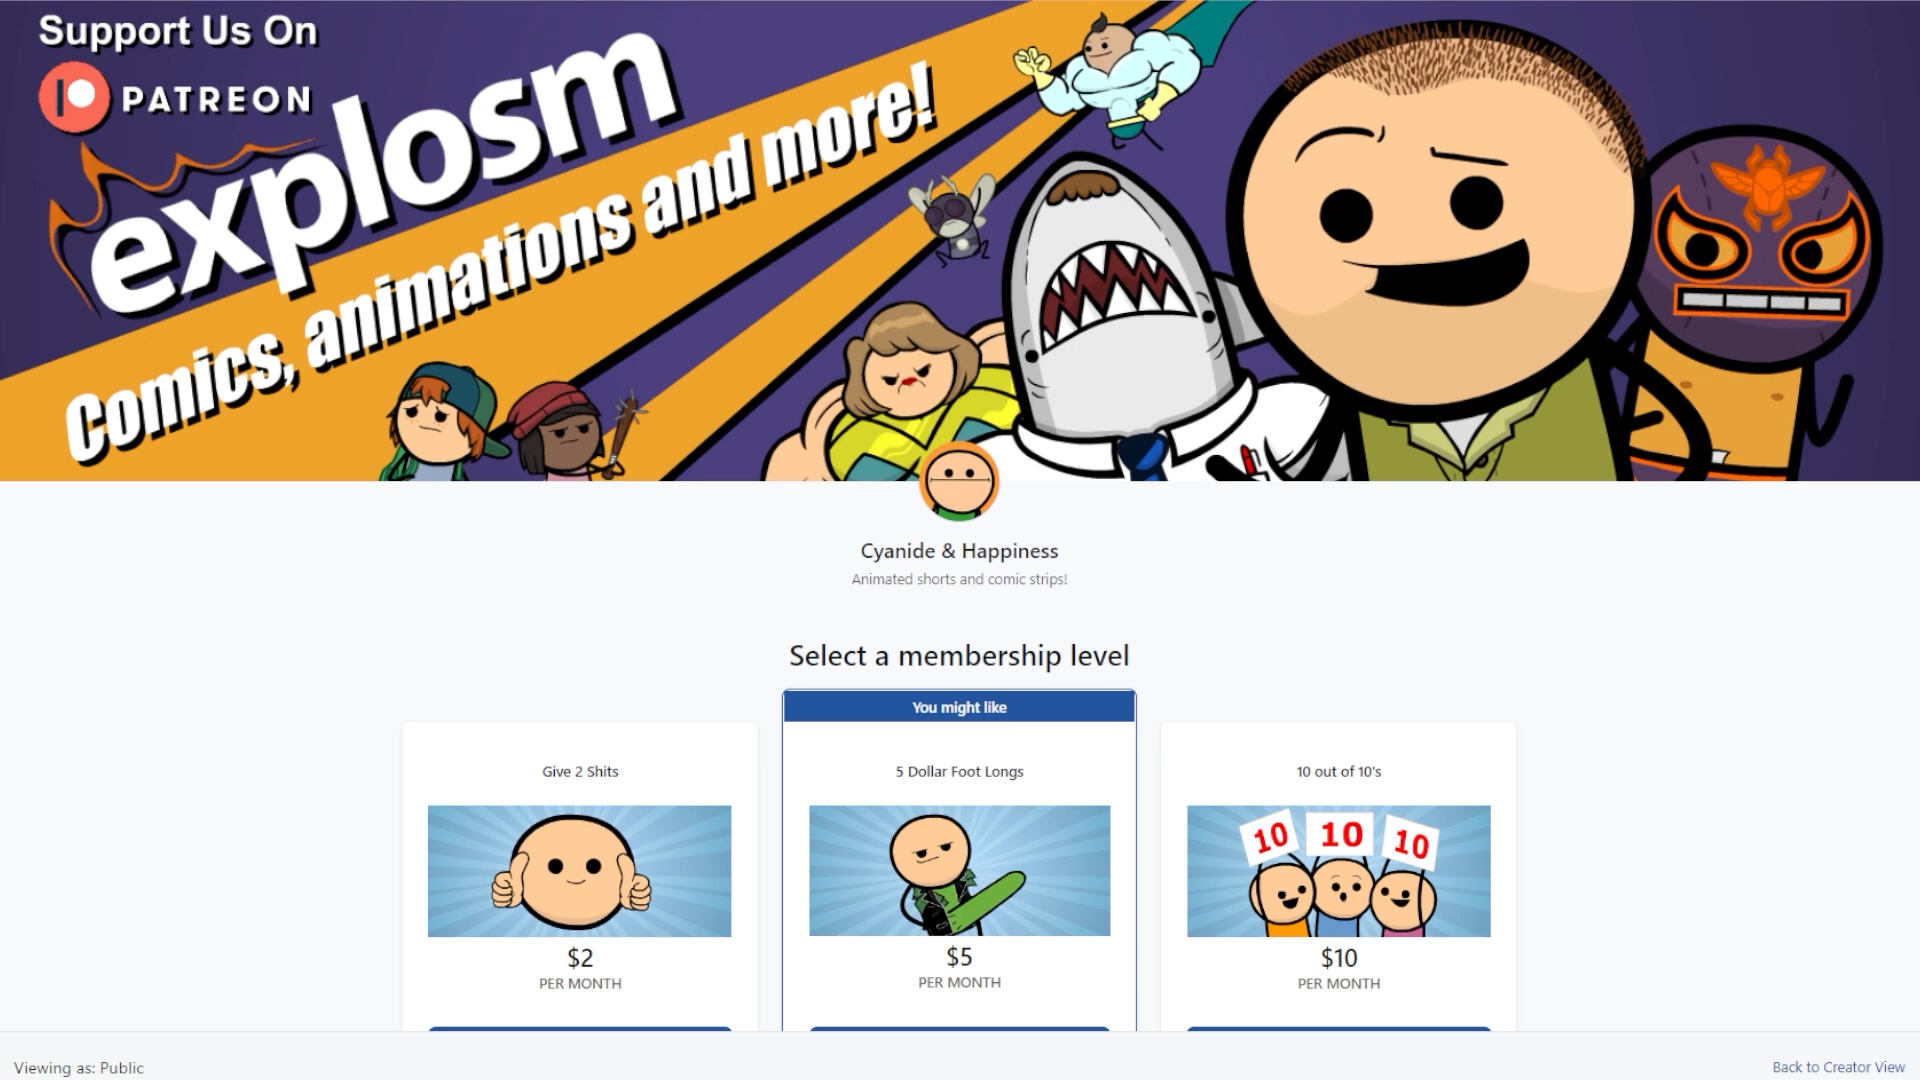 Support Us On
PATREON
explosm
Comics, animations and more!
Cyanide & Happiness
Animated shorts and comic strips!
Select a membership level
You might like
Give 2 Shits
5 Dollar Foot Longs
10 out of 10's
10 10 10
$2
PER MONTH
$5
PER MONTH
$10
PER MONTH
Viewing as: Public
Back to Creator View